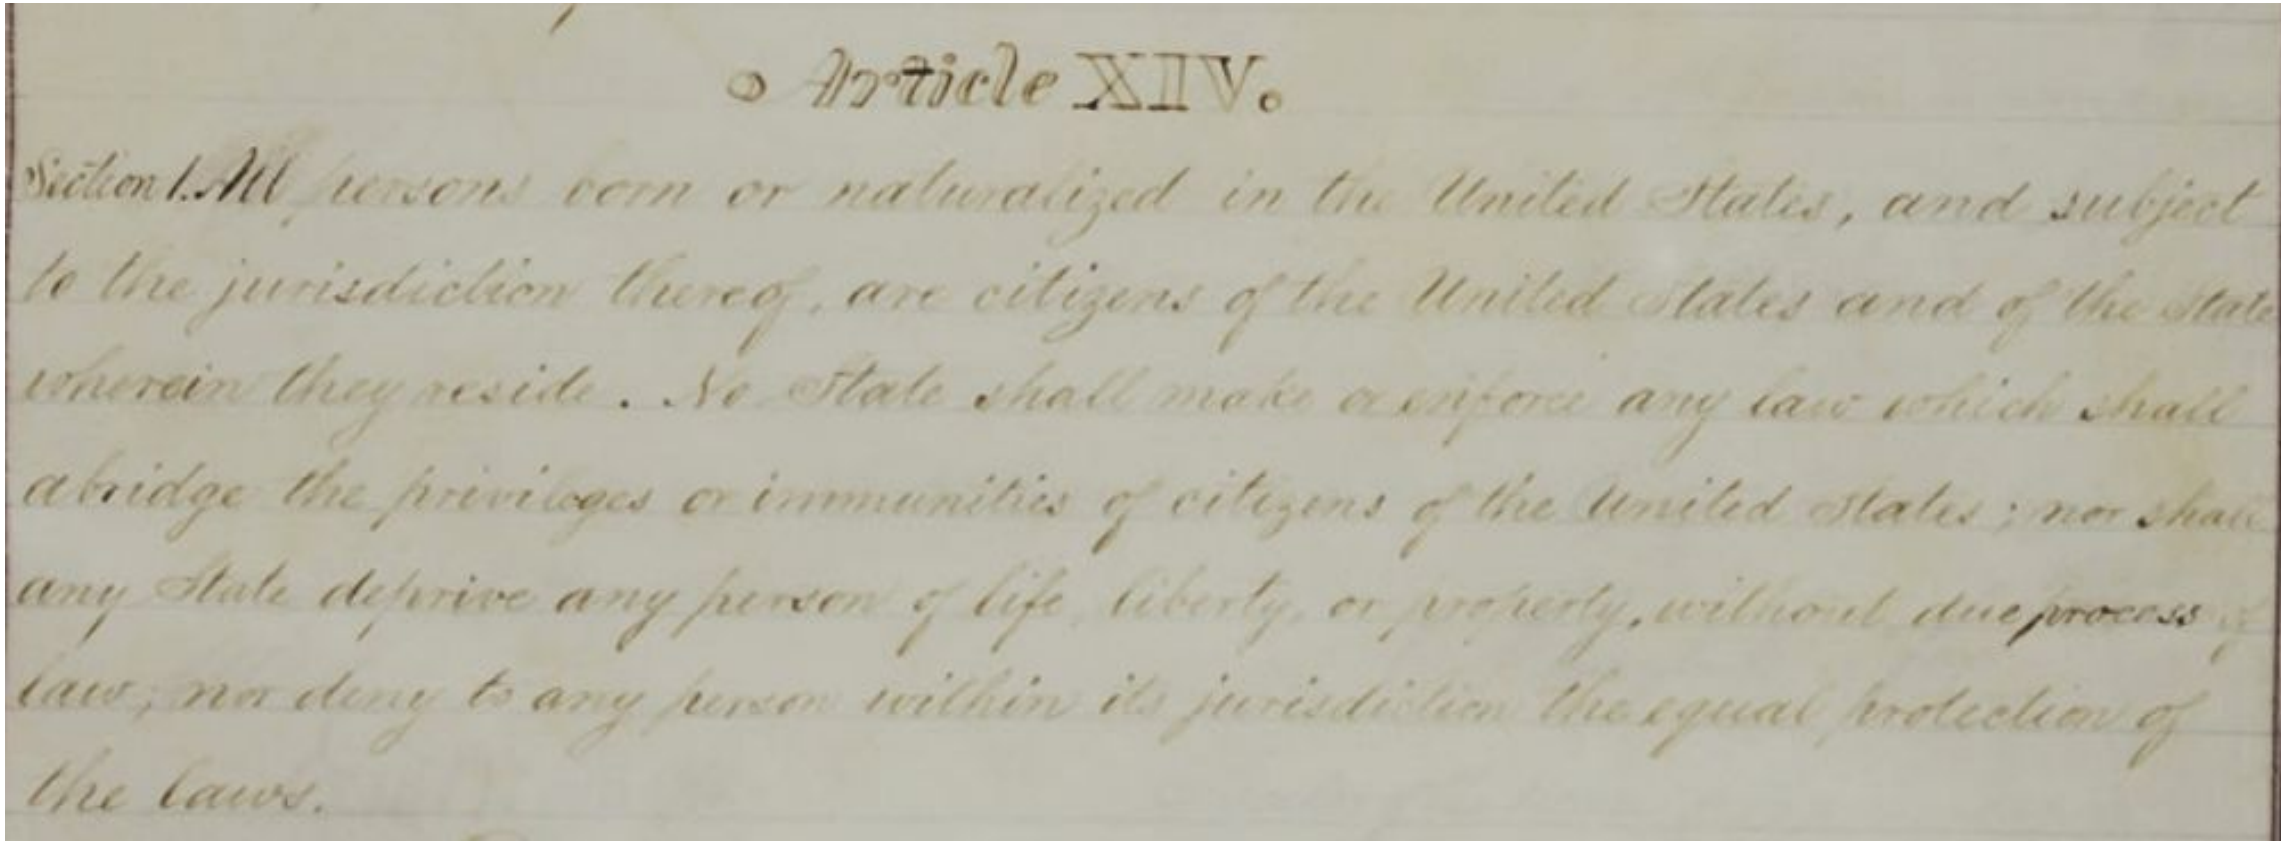 Article XIV.
Section 1. All persons born or naturalized in the United States, and subject
to the jurisdiction thereof, are citizens of the United States and of the State
wherein they reside. No State shall make or enforce any law which shall
abridge the privileges or immunities of citizens of the United States; nor shall
any State deprive any person of life, liberty, or property, without due process of
law; nor deny to any person within its jurisdiction the equal protection of
the laws.